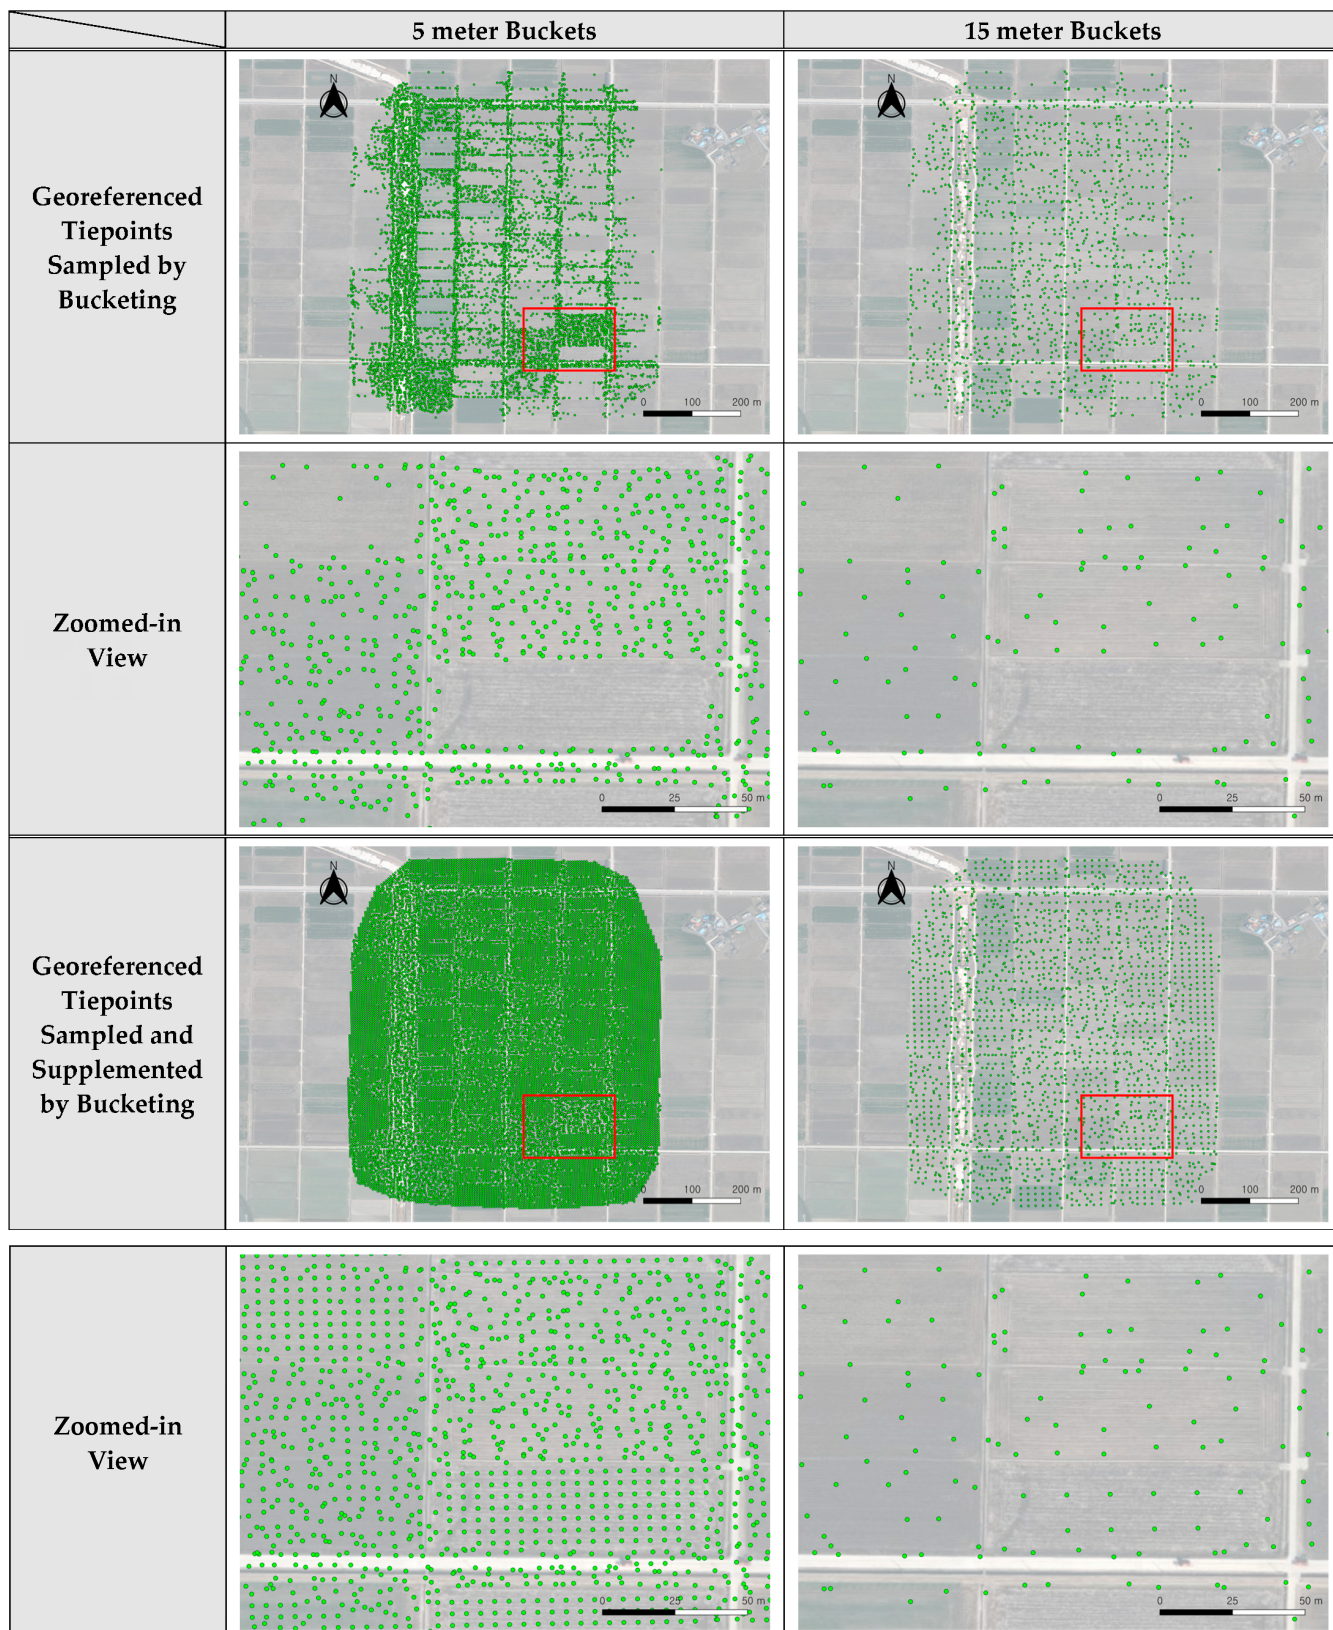 5 meter Buckets
15 meter Buckets
Georeferenced
Tiepoints
Sampled by
Bucketing
N
0 100 200 m
N
0 100 200 m
Zoomed-in
View
0 25 50 m
0 25 50 m
Georeferenced
Tiepoints
Sampled and
Supplemented
by Bucketing
N
0 100 200 m
N
0 100 200 m
Zoomed-in
View
0 25 50 m
0 25 50 m